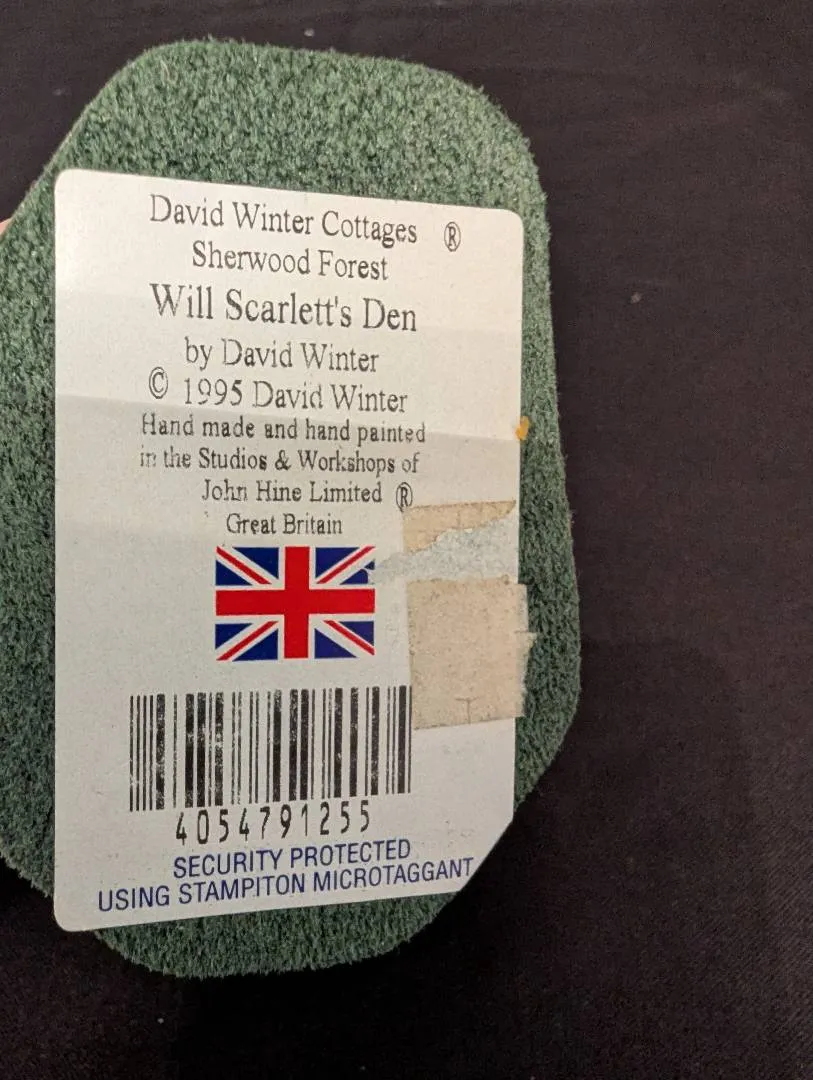 David Winter Cottages ®
Sherwood Forest
Will Scarlett's Den
by David Winter
© 1995 David Winter
Hand made and hand painted
in the Studios & Workshops of
John Hine Limited ®
Great Britain
4054791255
SECURITY PROTECTED
USING STAMPITON MICROTAGGANT